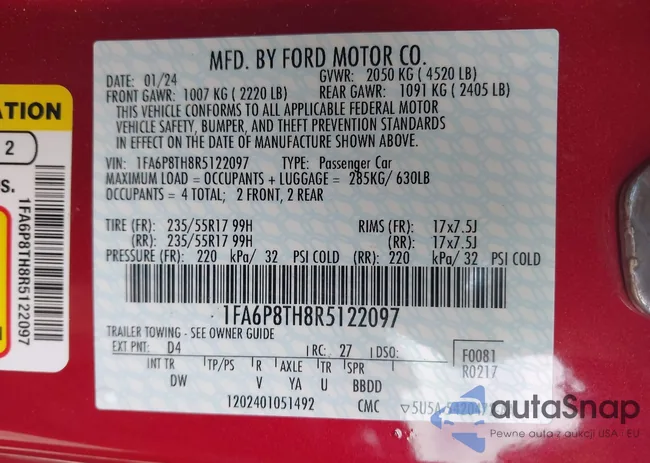 MFD. BY FORD MOTOR CO.
DATE: 01/24 GVWR: 2050 KG ( 4520 LB)
FRONT GAWR: 1007 KG ( 2220 LB) REAR GAWR: 1091 KG ( 2405 LB)
THIS VEHICLE CONFORMS TO ALL APPLICABLE FEDERAL MOTOR
VEHICLE SAFETY, BUMPER, AND THEFT PREVENTION STANDARDS
IN EFFECT ON THE DATE OF MANUFACTURE SHOWN ABOVE.
VIN: 1FA6P8TH8R5122097 TYPE: Passenger Car
MAXIMUM LOAD = OCCUPANTS + LUGGAGE = 285KG/ 630LB
OCCUPANTS = 4 TOTAL; 2 FRONT, 2 REAR
TIRE (FR): 235/55R17 99H RIMS (FR): 17x7.5J
(RR): 235/55R17 99H (RR): 17x7.5J
PRESSURE (FR): 220 kPa/ 32 PSI COLD (RR): 220 kPa/ 32 PSI COLD
1FA6P8TH8R5122097
TRAILER TOWING - SEE OWNER GUIDE
EXT PNT: D4 RC: 27 DSO: F0081
R0217
INT TR TP/PS R AXLE TR SPR
DW V YA U BBDD
1202401051492 CMC ▽5U5A-
ATION
2
S.
1FA6P8TH8R5122097
autaSnap
Pewne auta z aukcji USA i EU